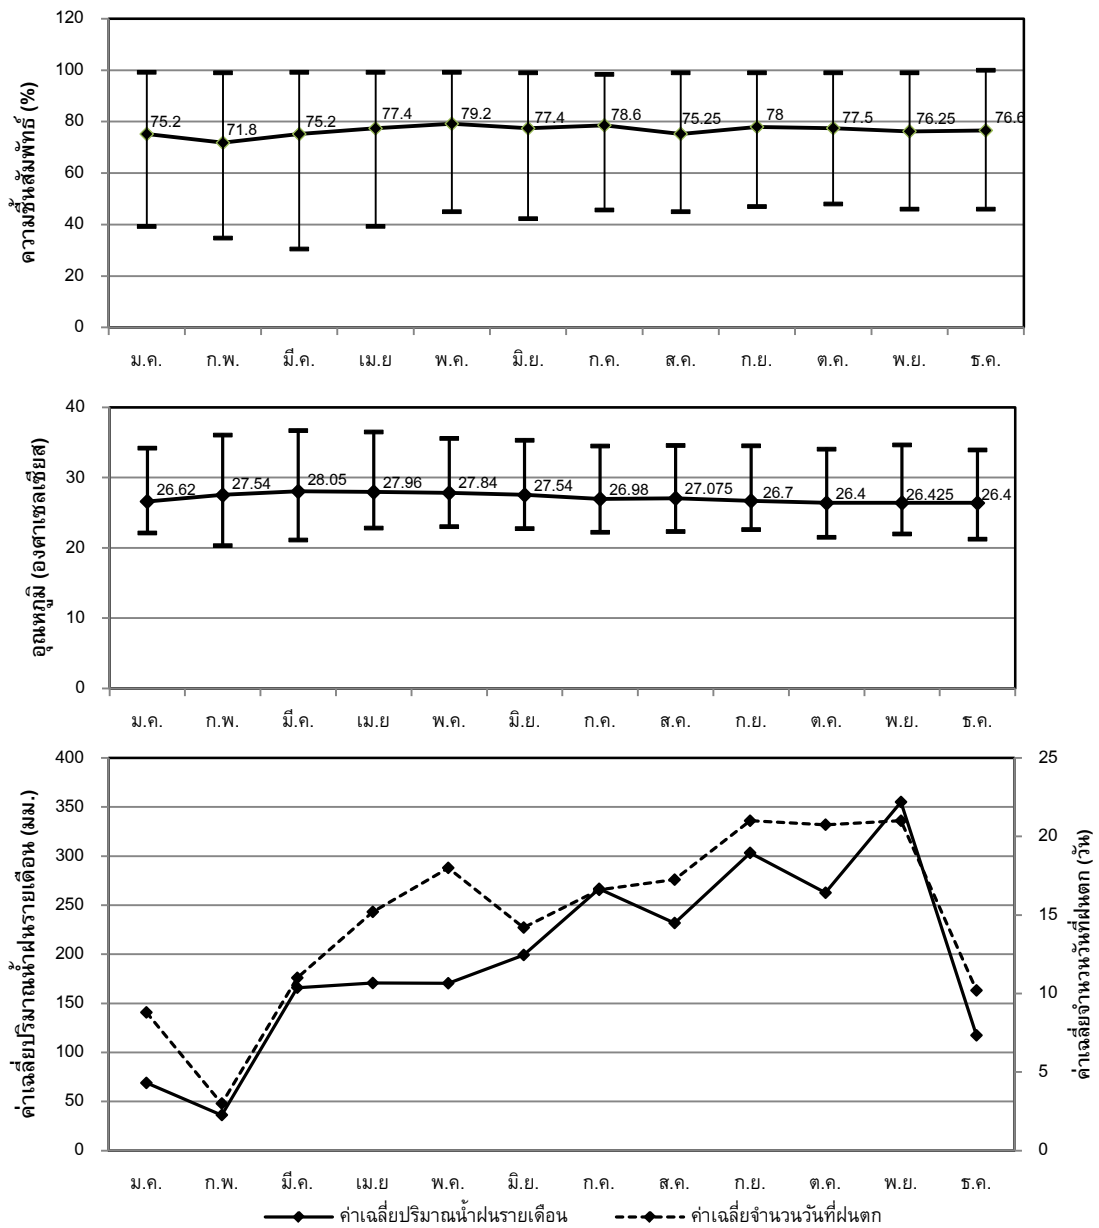 ความชื้นสัมพัทธ์ (%)
120
100
80
60
40
20
0
75.2 71.8 75.2 77.4 79.2 77.4 78.6 75.25 78 77.5 76.25 76.6
ม.ค. ก.พ. มี.ค. เม.ย พ.ค. มิ.ย. ก.ค. ส.ค. ก.ย. ต.ค. พ.ย. ธ.ค.
อุณหภูมิ (องศาเซลเซียส)
40
30
20
10
0
26.62 27.54 28.05 27.96 27.84 27.54 26.98 27.075 26.7 26.4 26.425 26.4
ม.ค. ก.พ. มี.ค. เม.ย พ.ค. มิ.ย. ก.ค. ส.ค. ก.ย. ต.ค. พ.ย. ธ.ค.
ค่าเฉลี่ยปริมาณน้ำฝนรายเดือน (มม.)
400
350
300
250
200
150
100
50
0
25
20
15
10
5
0
ค่าเฉลี่ยจำนวนวันที่ฝนตก (วัน)
ม.ค. ก.พ. มี.ค. เม.ย พ.ค. มิ.ย. ก.ค. ส.ค. ก.ย. ต.ค. พ.ย. ธ.ค.
ค่าเฉลี่ยปริมาณน้ำฝนรายเดือน ค่าเฉลี่ยจำนวนวันที่ฝนตก